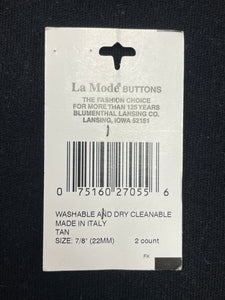 La Mode BUTTONS
THE FASHION CHOICE
FOR MORE THAN 125 YEARS
BLUMENTHAL LANSING CO.
LANSING, IOWA 52151
0 75160 27055 6
WASHABLE AND DRY CLEANABLE
MADE IN ITALY
TAN
SIZE: 7/8" (22MM) 2 count
FK